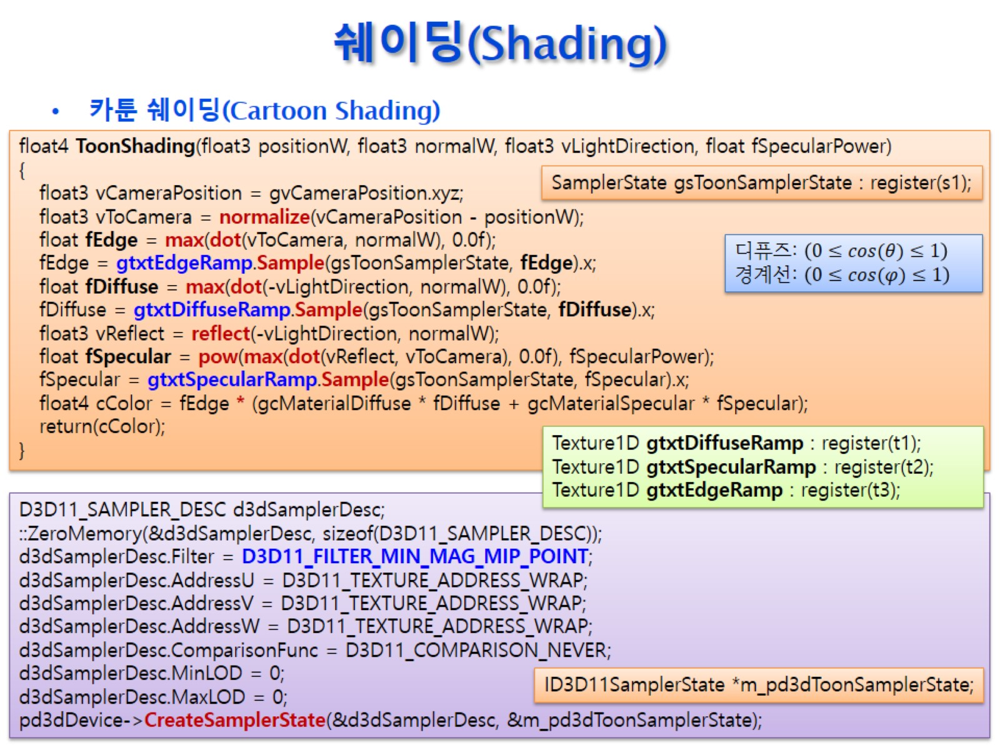 쉐이딩(Shading)
• 카툰 쉐이딩(Cartoon Shading)
float4 ToonShading(float3 positionW, float3 normalW, float3 vLightDirection, float fSpecularPower)
{
SamplerState gsToonSamplerState : register(s1);
float3 vCameraPosition = gvCameraPosition.xyz;
float3 vToCamera = normalize(vCameraPosition - positionW);
float fEdge = max(dot(vToCamera, normalW), 0.0f);
fEdge = gtxtEdgeRamp.Sample(gsToonSamplerState, fEdge).x;
디퓨즈: (0 ≤ cos(θ) ≤ 1)
경계선: (0 ≤ cos(φ) ≤ 1)
float fDiffuse = max(dot(-vLightDirection, normalW), 0.0f);
fDiffuse = gtxtDiffuseRamp.Sample(gsToonSamplerState, fDiffuse).x;
float3 vReflect = reflect(-vLightDirection, normalW);
float fSpecular = pow(max(dot(vReflect, vToCamera), 0.0f), fSpecularPower);
fSpecular = gtxtSpecularRamp.Sample(gsToonSamplerState, fSpecular).x;
float4 cColor = fEdge * (gcMaterialDiffuse * fDiffuse + gcMaterialSpecular * fSpecular);
return(cColor);
}
Texture1D gtxtDiffuseRamp : register(t1);
Texture1D gtxtSpecularRamp : register(t2);
Texture1D gtxtEdgeRamp : register(t3);
D3D11_SAMPLER_DESC d3dSamplerDesc;
::ZeroMemory(&d3dSamplerDesc, sizeof(D3D11_SAMPLER_DESC));
d3dSamplerDesc.Filter = D3D11_FILTER_MIN_MAG_MIP_POINT;
d3dSamplerDesc.AddressU = D3D11_TEXTURE_ADDRESS_WRAP;
d3dSamplerDesc.AddressV = D3D11_TEXTURE_ADDRESS_WRAP;
d3dSamplerDesc.AddressW = D3D11_TEXTURE_ADDRESS_WRAP;
d3dSamplerDesc.ComparisonFunc = D3D11_COMPARISON_NEVER;
d3dSamplerDesc.MinLOD = 0;
d3dSamplerDesc.MaxLOD = 0;
ID3D11SamplerState *m_pd3dToonSamplerState;
pd3dDevice->CreateSamplerState(&d3dSamplerDesc, &m_pd3dToonSamplerState);